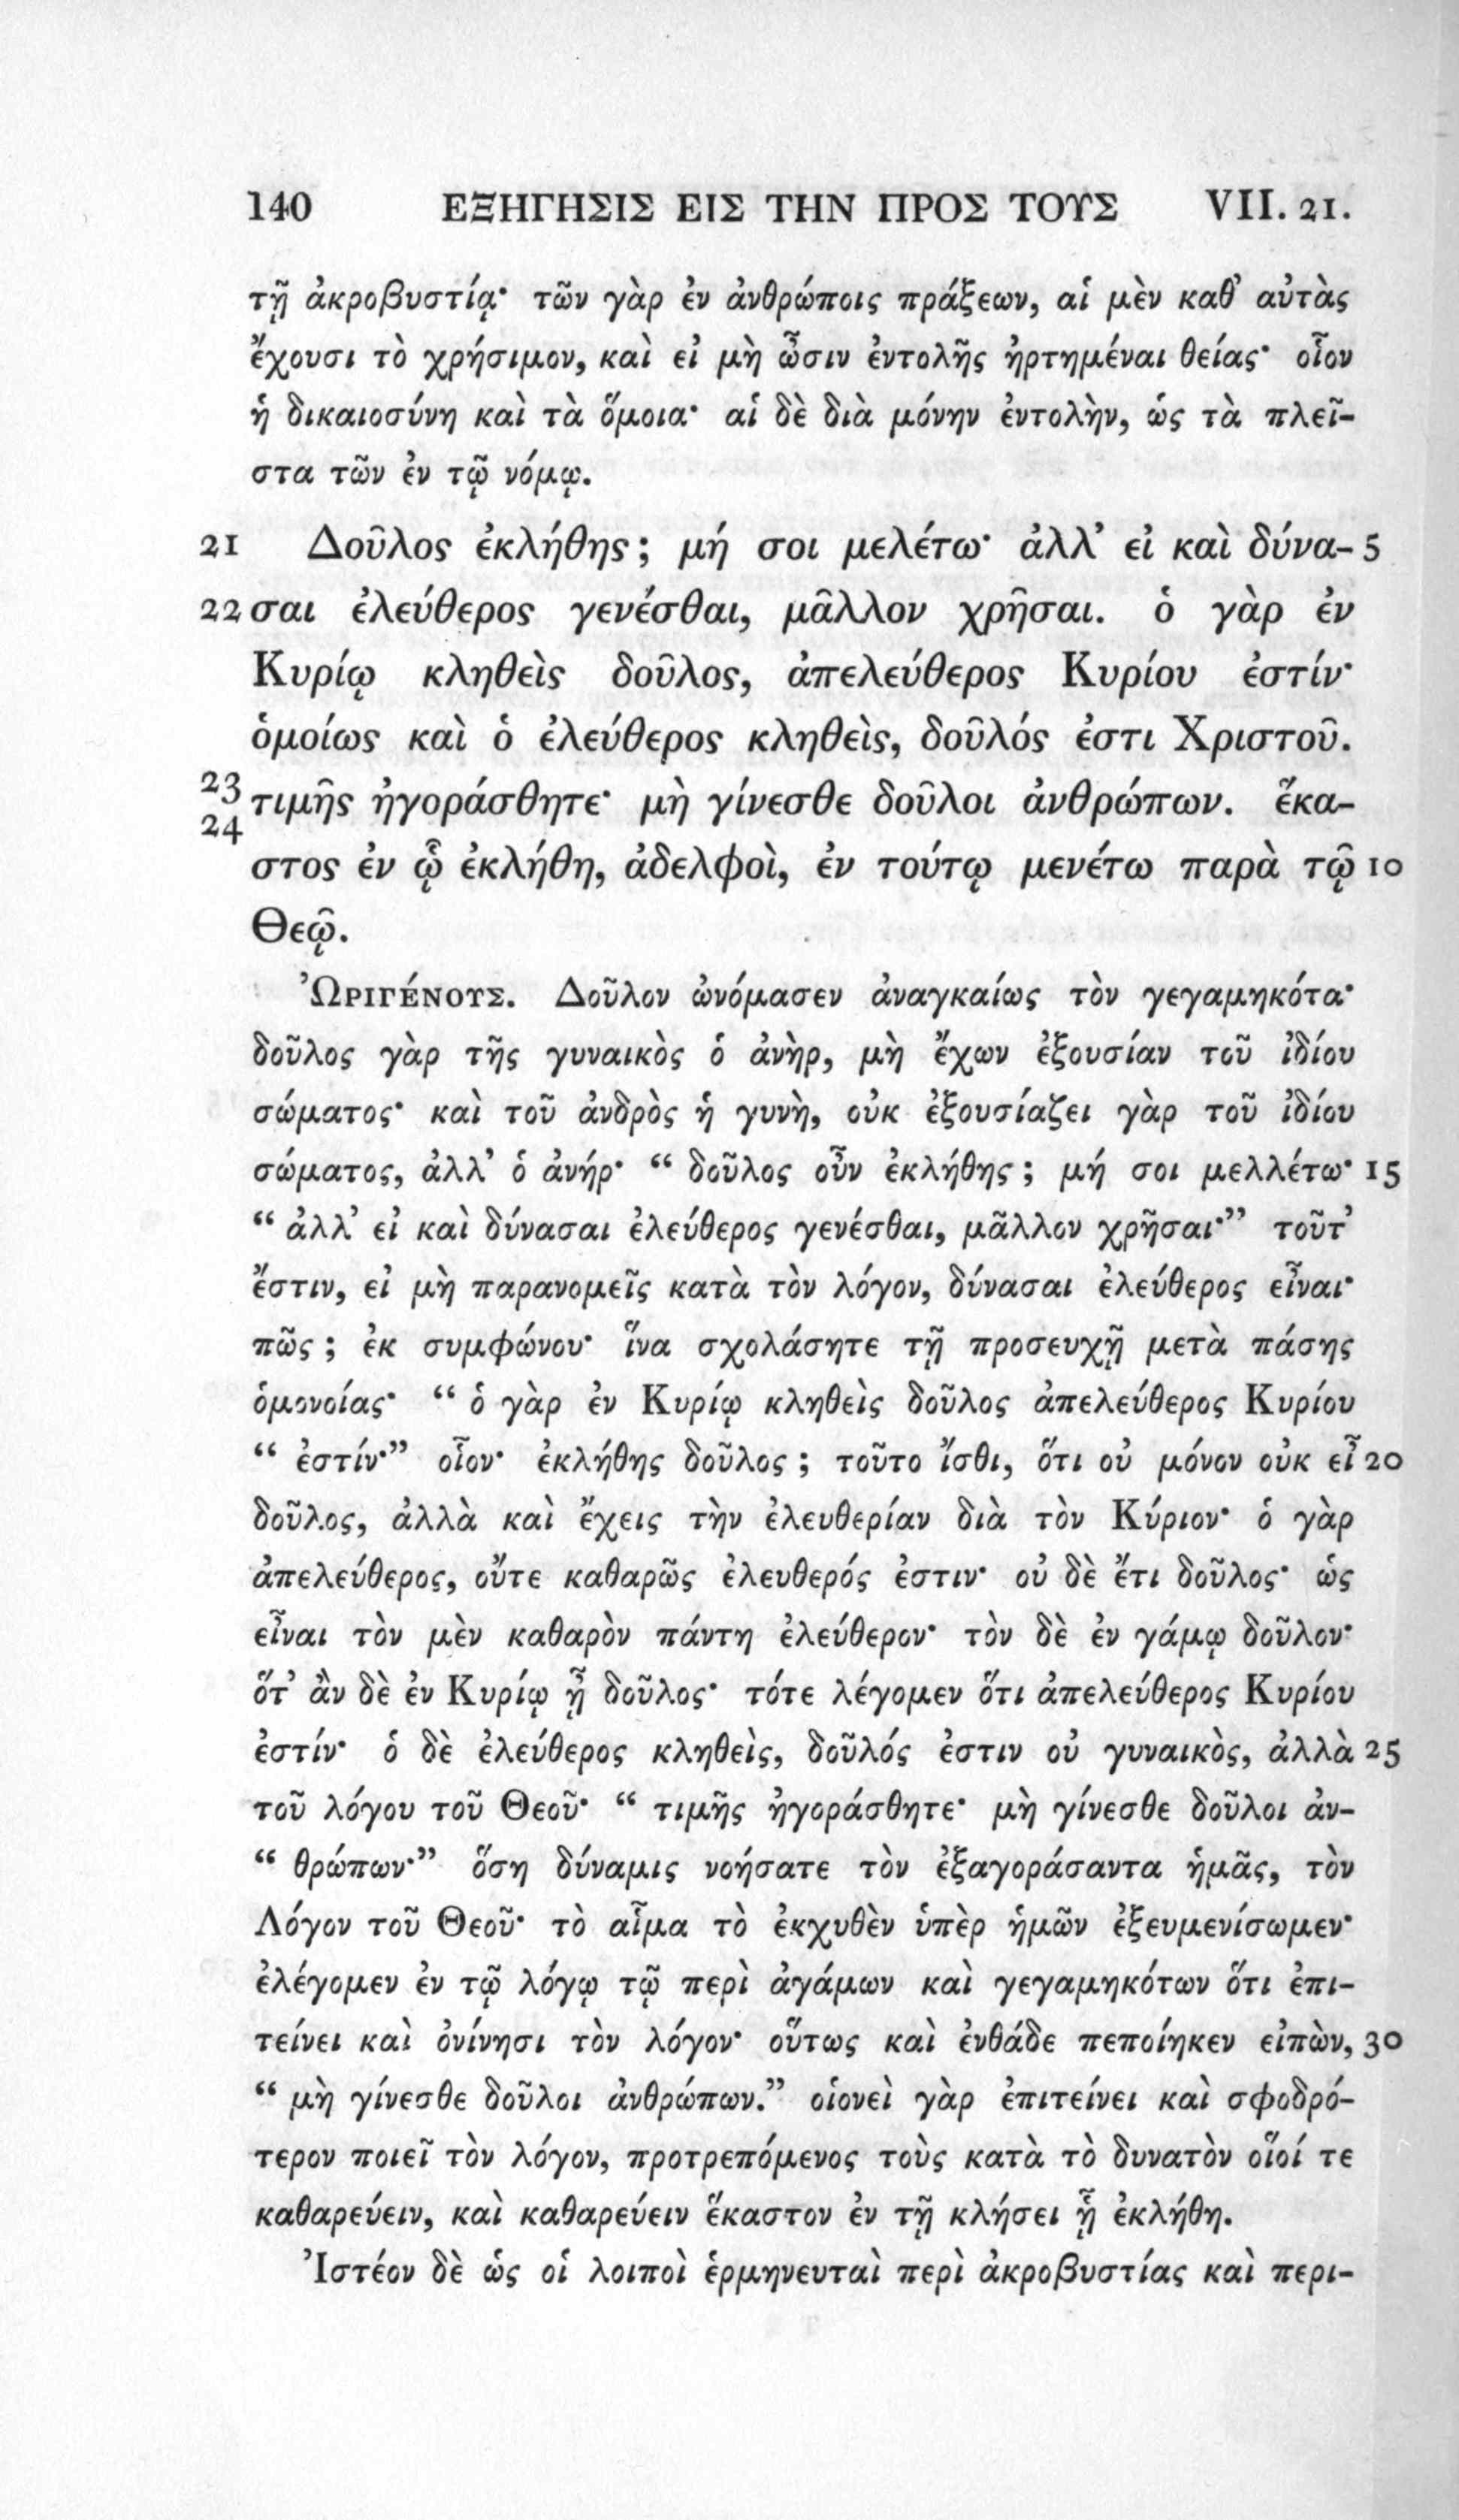 140 ΕΞΗΓΗΣΙΣ ΕΙΣ ΤΗΝ ΠΡΟΣ ΤΟΥΣ VII. 21.
τῇ ἀκροβυστίᾳ· τῶν γὰρ ἐν ἀνθρώποις πράξεων, αἱ μὲν καθ’ αὑτὰς
ἔχουσι τὸ χρήσιμον, καὶ εἰ μὴ ὦσιν ἐντολῆς ἠρτημέναι θείας· οἷον
ἡ δικαιοσύνη καὶ τὰ ὅμοια· αἱ δὲ διὰ μόνην ἐντολὴν, ὡς τὰ πλεῖ-
στα τῶν ἐν τῷ νόμῳ.
21 Δοῦλος ἐκλήθης; μή σοι μελέτω· ἀλλ’ εἰ καὶ δύνα- 5
22 σαι ἐλεύθερος γενέσθαι, μᾶλλον χρῆσαι. ὁ γὰρ ἐν
Κυρίῳ κληθεὶς δοῦλος, ἀπελεύθερος Κυρίου ἐστίν·
ὁμοίως καὶ ὁ ἐλεύθερος κληθεὶς, δοῦλός ἐστι Χριστοῦ.
23 24 τιμῆς ἠγοράσθητε· μὴ γίνεσθε δοῦλοι ἀνθρώπων. ἕκα-
στος ἐν ᾧ ἐκλήθη, ἀδελφοὶ, ἐν τούτῳ μενέτω παρὰ τῷ 10
Θεῷ.
ὨΡΙΓΈΝΟΥΣ. Δοῦλον ὠνόμασεν ἀναγκαίως τὸν γεγαμηκότα·
δοῦλος γὰρ τῆς γυναικὸς ὁ ἀνὴρ, μὴ ἔχων ἐξουσίαν τοῦ ἰδίου
σώματος· καὶ τοῦ ἀνδρὸς ἡ γυνὴ, οὐκ ἐξουσίαζει γὰρ τοῦ ἰδίου
σώματος, ἀλλ’ ὁ ἀνήρ· “ δοῦλος οὖν ἐκλήθης; μή σοι μελλέτω· 15
“ ἀλλ’ εἰ καὶ δύνασαι ἐλεύθερος γενέσθαι, μᾶλλον χρῆσαι·” τοῦτ’
ἔστιν, εἰ μὴ παρανομεῖς κατὰ τὸν λόγον, δύνασαι ἐλεύθερος εἶναι·
πῶς; ἐκ συμφώνου· ἵνα σχολάσητε τῇ προσευχῇ μετὰ πάσης
ὁμονοίας· “ ὁ γὰρ ἐν Κυρίῳ κληθεὶς δοῦλος ἀπελεύθερος Κυρίου
“ ἐστίν·” οἷον· ἐκλήθης δοῦλος; τοῦτο ἴσθι, ὅτι οὐ μόνον οὐκ εἶ 20
δοῦλος, ἀλλὰ καὶ ἔχεις τὴν ἐλευθερίαν διὰ τὸν Κύριον· ὁ γὰρ
ἀπελεύθερος, οὔτε καθαρῶς ἐλευθερός ἐστιν· οὐ δὲ ἔτι δοῦλος· ὡς
εἶναι τὸν μὲν καθαρὸν πάντη ἐλεύθερον· τὸν δὲ ἐν γάμῳ δοῦλον·
ὅτ’ ἂν δὲ ἐν Κυρίῳ ᾖ δοῦλος· τότε λέγομεν ὅτι ἀπελεύθερος Κυρίου
ἐστίν· ὁ δὲ ἐλεύθερος κληθεὶς, δοῦλός ἐστιν οὐ γυναικὸς, ἀλλὰ 25
τοῦ λόγου τοῦ Θεοῦ· “ τιμῆς ἠγοράσθητε· μὴ γίνεσθε δοῦλοι ἀν-
“ θρώπων·” ὅση δύναμις νοήσατε τὸν ἐξαγοράσαντα ἡμᾶς, τὸν
Λόγον τοῦ Θεοῦ· τὸ αἷμα τὸ ἐκχυθὲν ὑπὲρ ἡμῶν ἐξευμενίσωμεν·
ἐλέγομεν ἐν τῷ λόγῳ τῷ περὶ ἀγάμων καὶ γεγαμηκότων ὅτι ἐπι-
τείνει καὶ ὀνίνησι τὸν λόγον· οὕτως καὶ ἐνθάδε πεποίηκεν εἰπὼν, 30
“ μὴ γίνεσθε δοῦλοι ἀνθρώπων.” οἱονεὶ γὰρ ἐπιτείνει καὶ σφοδρό-
τερον ποιεῖ τὸν λόγον, προτρεπόμενος τοὺς κατὰ τὸ δυνατὸν οἷοί τε
καθαρεύειν, καὶ καθαρεύειν ἕκαστον ἐν τῇ κλήσει ᾗ ἐκλήθη.
Ἰστέον δὲ ὡς οἱ λοιποὶ ἑρμηνευταὶ περὶ ἀκροβυστίας καὶ περι-